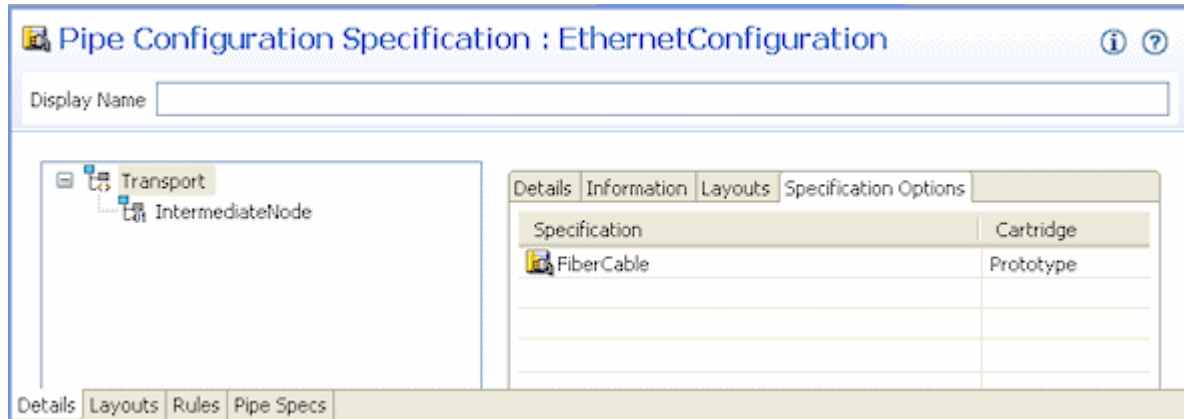 Pipe Configuration Specification : EthernetConfiguration
Display Name
Transport
IntermediateNode
Details Information Layouts Specification Options
Specification Cartridge
FiberCable Prototype
Details Layouts Rules Pipe Specs